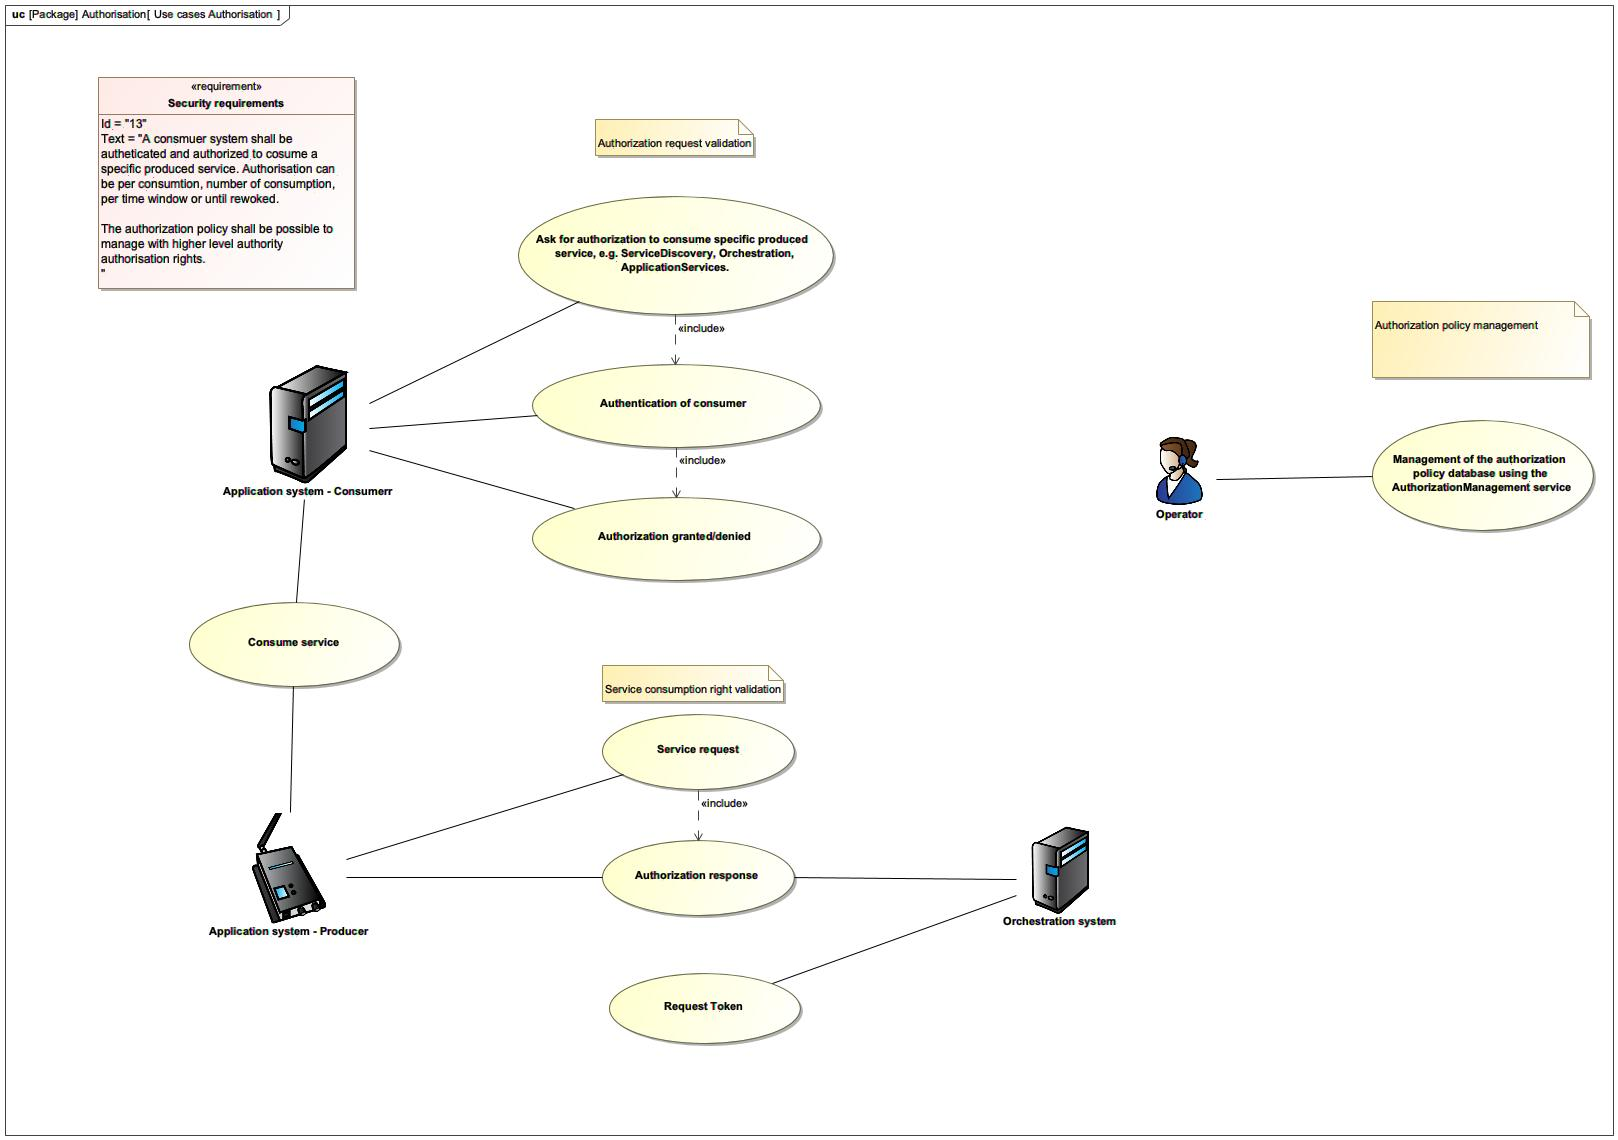 uc [Package] Authorisation[ Use cases Authorisation ]
«requirement»
Security requirements
Id = "13"
Text = "A consmuer system shall be
autheticated and authorized to cosume a
specific produced service. Authorisation can
be per consumtion, number of consumption,
per time window or until rewoked.
The authorization policy shall be possible to
manage with higher level authority
authorisation rights.
"
Authorization request validation
Ask for authorization to consume specific produced
service, e.g. ServiceDiscovery, Orchestration,
ApplicationServices.
«include»
Authentication of consumer
«include»
Authorization granted/denied
Application system - Consumerr
Authorization policy management
Management of the authorization
policy database using the
AuthorizationManagement service
Operator
Consume service
Service consumption right validation
Service request
«include»
Authorization response
Application system - Producer
Orchestration system
Request Token